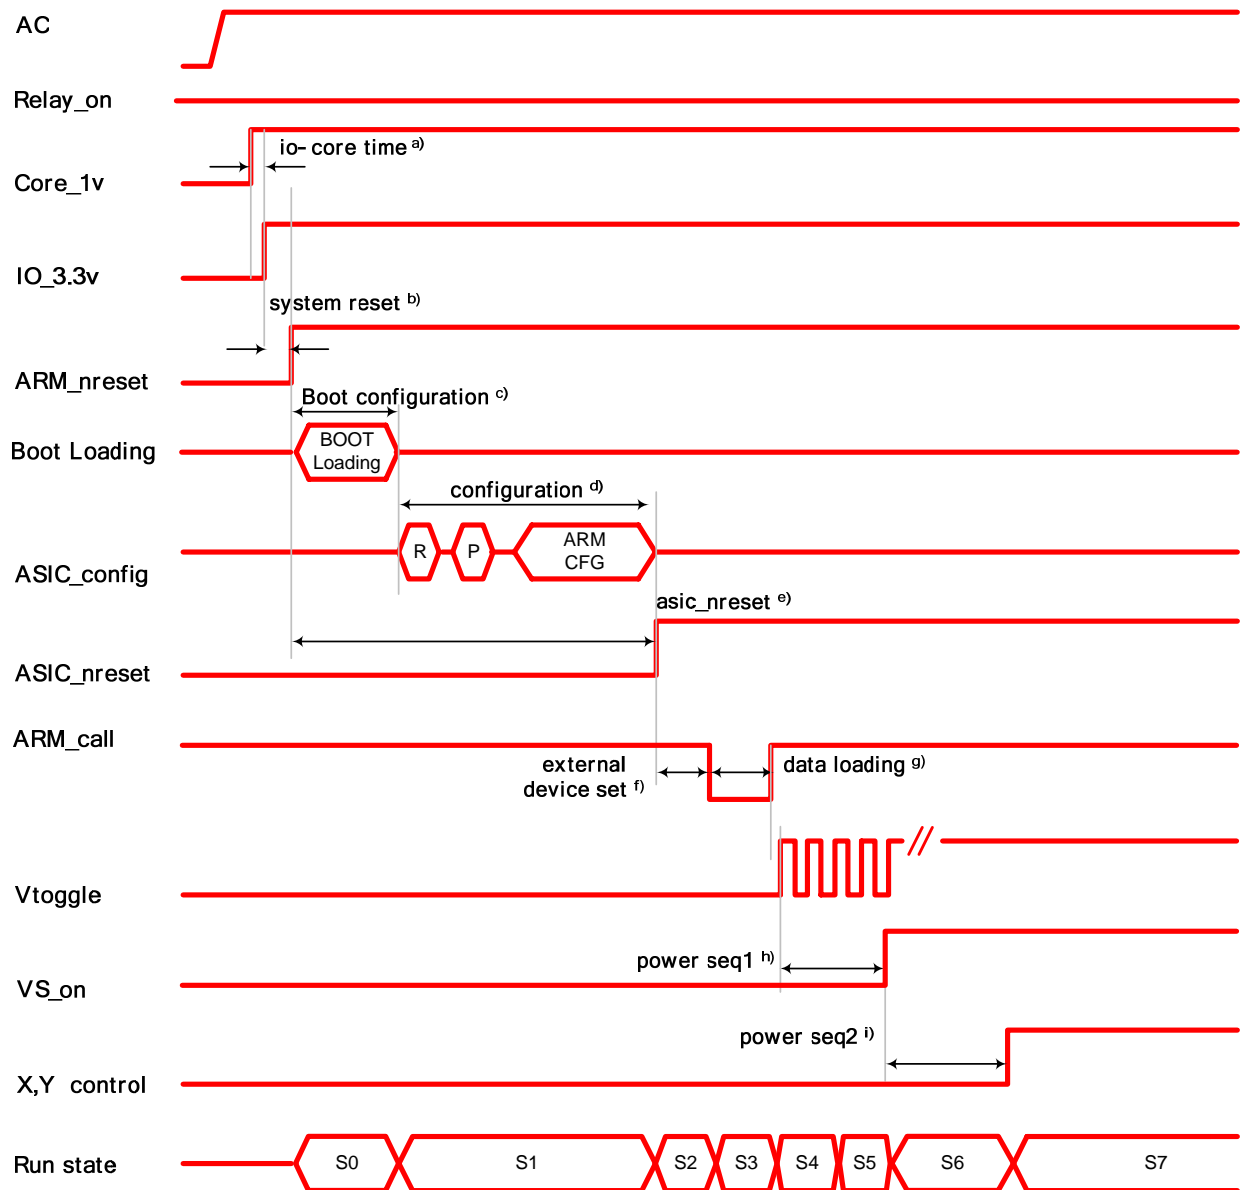 AC
Relay_on
io-core time a)
Core_1v
IO_3.3v
system reset b)
ARM_nreset
Boot configuration c)
Boot Loading
BOOT
Loading
configuration d)
R
P
ARM
CFG
ASIC_config
asic_nreset e)
ASIC_nreset
ARM_call
external
device set f)
data loading g)
Vtoggle
power seq1 h)
VS_on
power seq2 i)
X,Y control
Run state
S0
S1
S2
S3
S4
S5
S6
S7